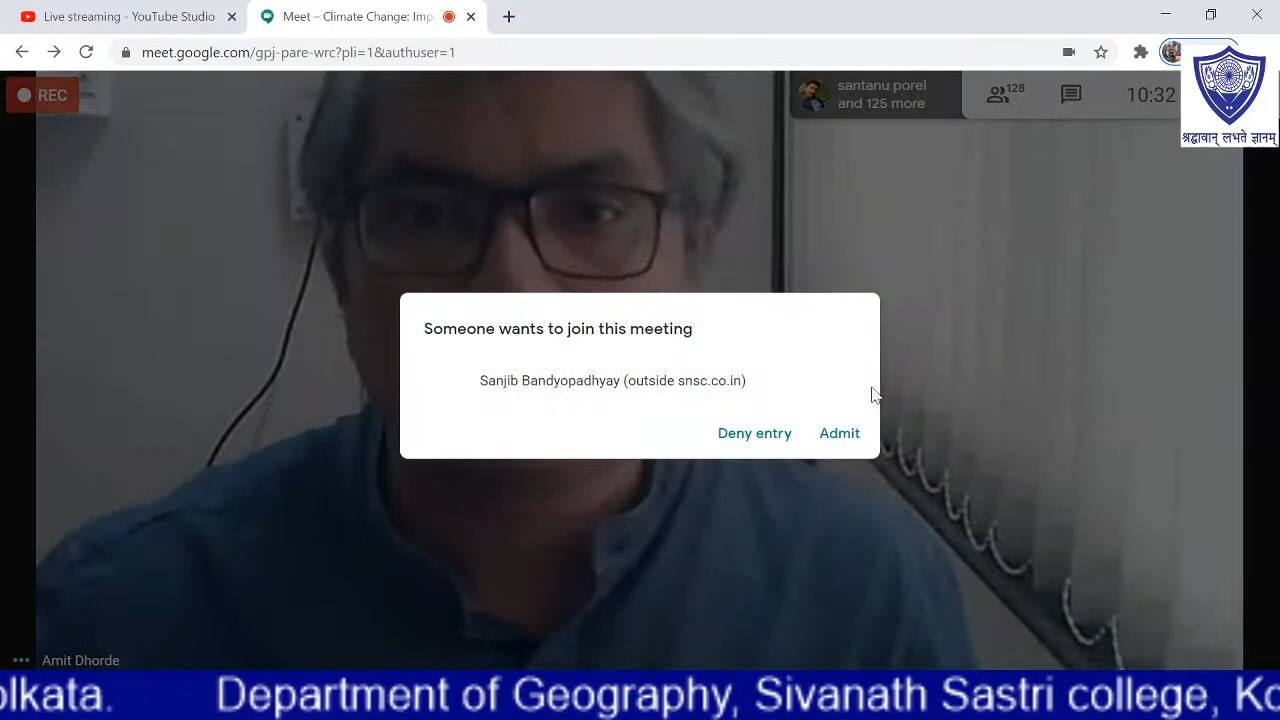 Live streaming - YouTube Studio
Meet – Climate Change: Imp
meet.google.com/gpj-pare-wrc?pli=1&authuser=1
REC
santanu porel
and 125 more
128
10:32
श्रद्धावान् लभते ज्ञानम्
Someone wants to join this meeting
Sanjib Bandyopadhyay (outside snsc.co.in)
Deny entry Admit
Amit Dhorde
olkata. Department of Geography, Sivanath Sastri college, Ko